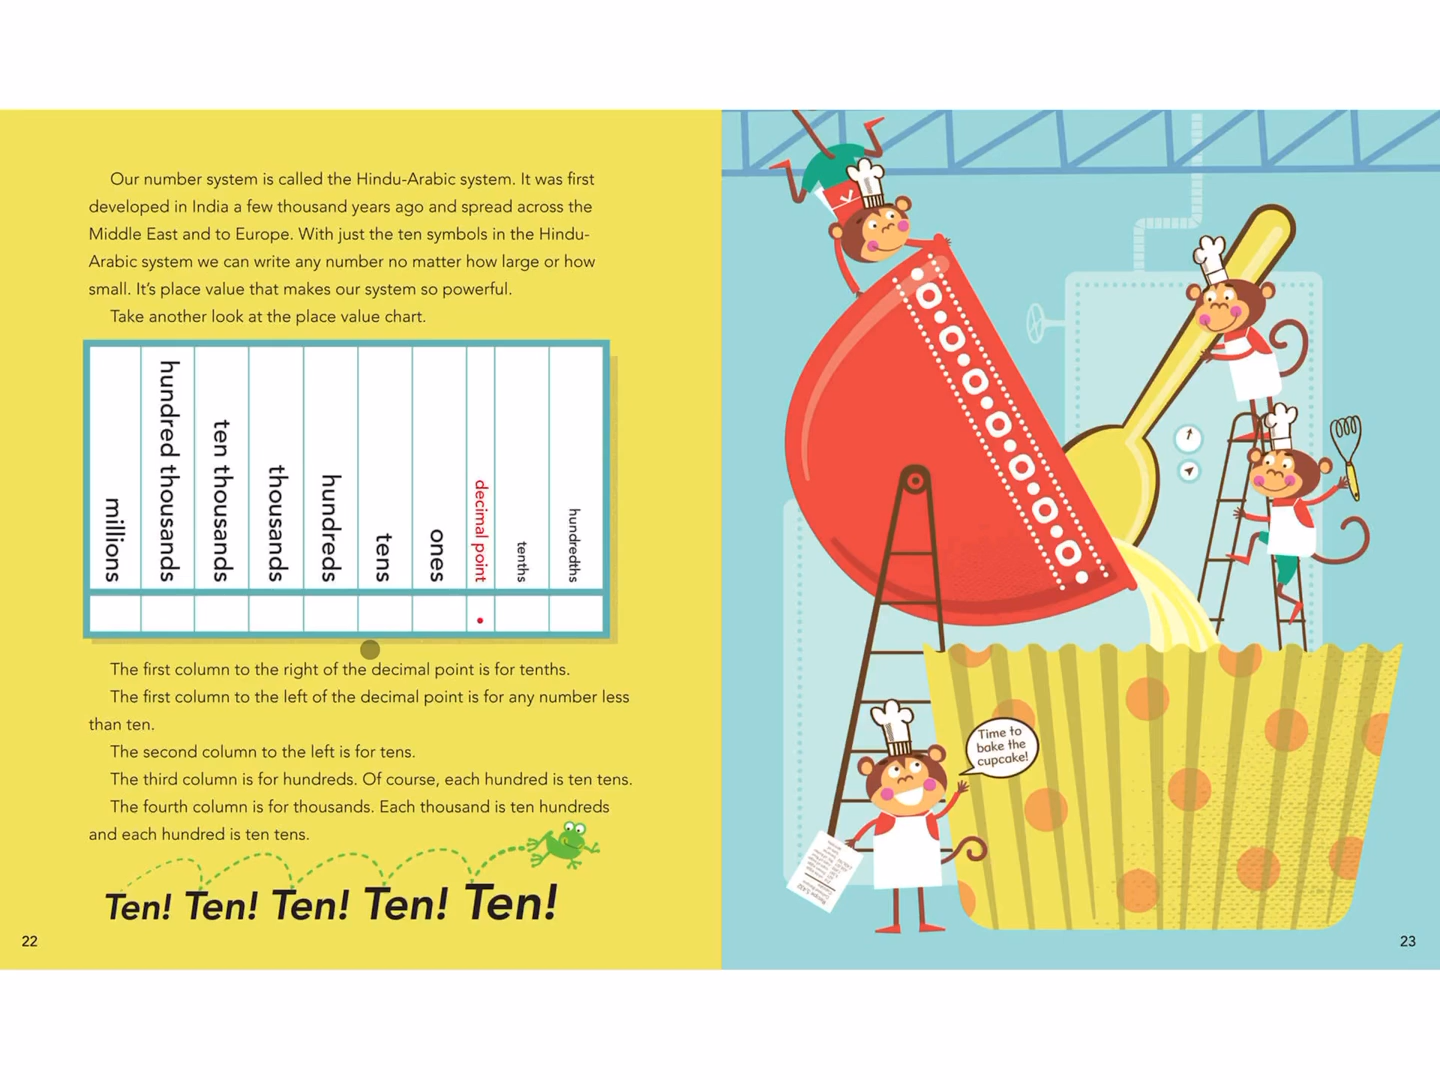 Our number system is called the Hindu-Arabic system. It was first
developed in India a few thousand years ago and spread across the
Middle East and to Europe. With just the ten symbols in the Hindu-
Arabic system we can write any number no matter how large or how
small. It’s place value that makes our system so powerful.
Take another look at the place value chart.
millions
hundred thousands
ten thousands
thousands
hundreds
tens
ones
decimal point
tenths
hundredths
The first column to the right of the decimal point is for tenths.
The first column to the left of the decimal point is for any number less
than ten.
The second column to the left is for tens.
The third column is for hundreds. Of course, each hundred is ten tens.
The fourth column is for thousands. Each thousand is ten hundreds
and each hundred is ten tens.
Ten! Ten! Ten! Ten! Ten!
22
Time to
bake the
cupcake!
23